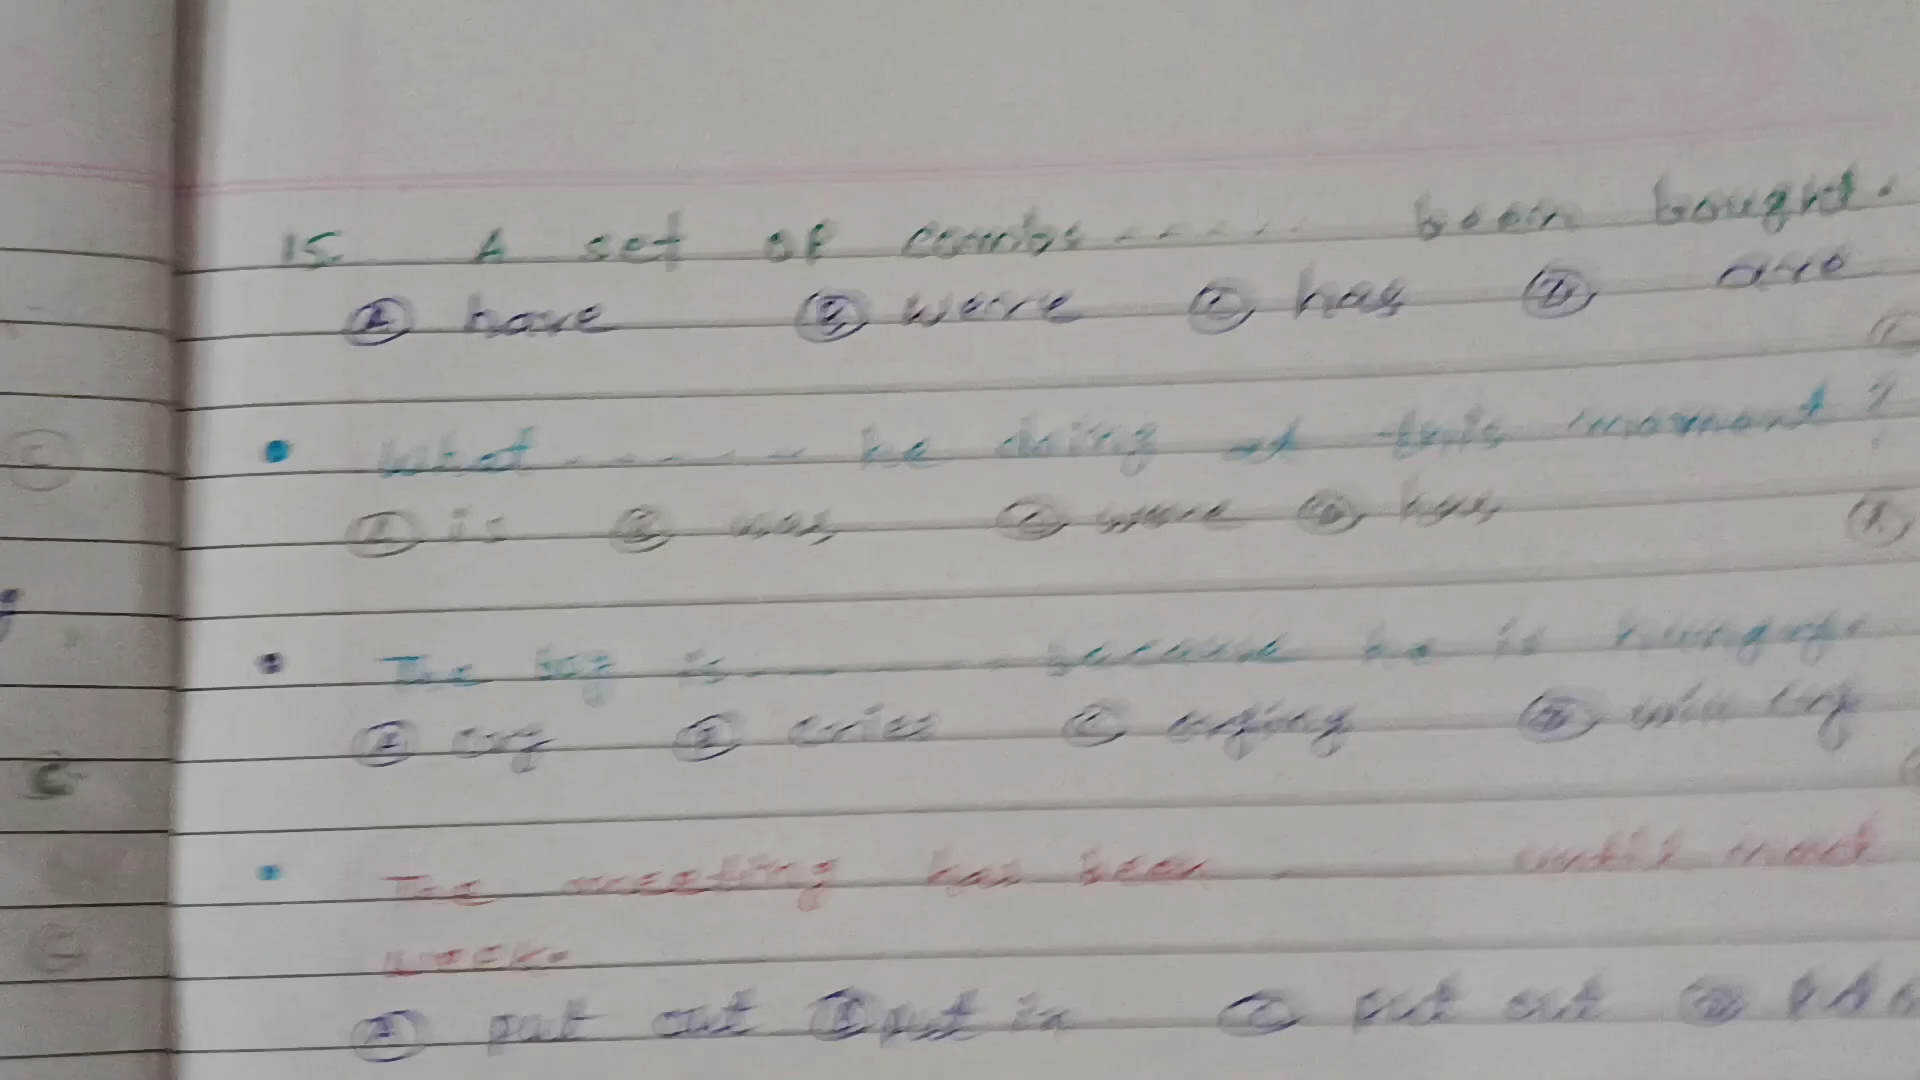 15. A set of combs ...... been bought.
(A) have (B) were (C) has (D) are
• What ...... he doing at this moment?
(A) is (B) was (C) were (D) has (A)
• The boy is ...... because he is hungry.
(A) cry (B) cries (C) crying (D) will cry
• The meeting has been ...... until next
week.
(A) put out (B) put in (C) put (D)